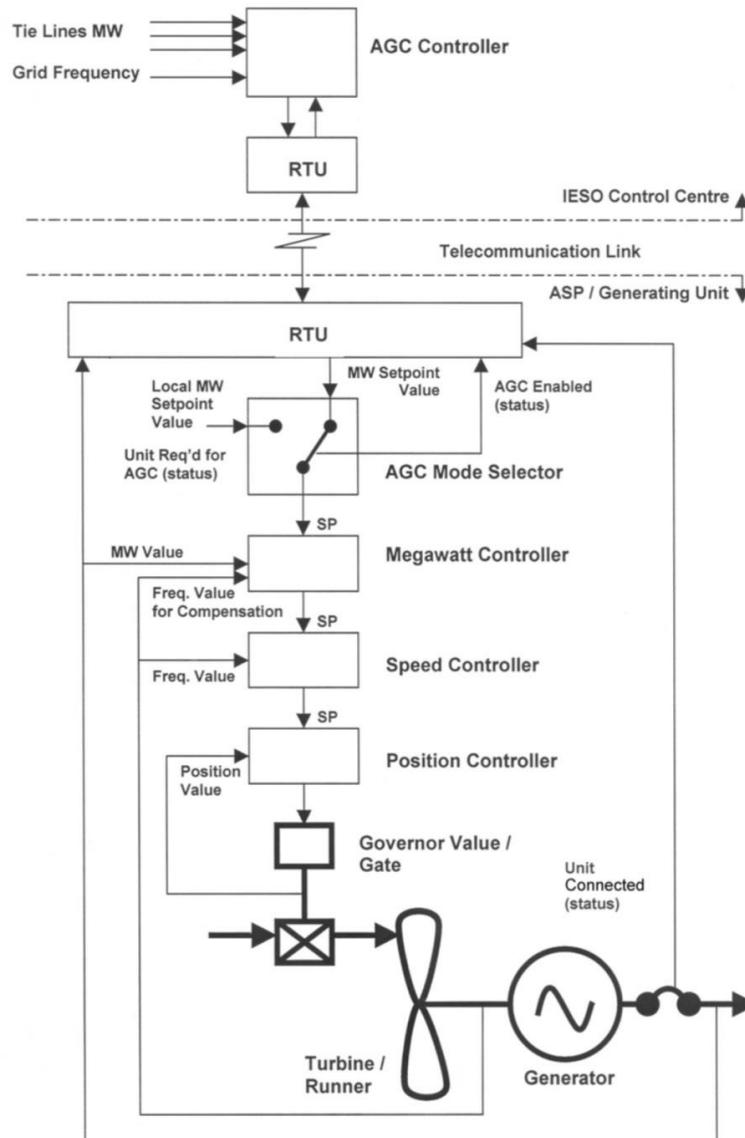 Tie Lines MW
AGC Controller
Grid Frequency
RTU
IESO Control Centre
Telecommunication Link
ASP / Generating Unit
RTU
MW Setpoint
Value
Local MW
Setpoint
Value
AGC Enabled
(status)
Unit Req'd for
AGC (status)
AGC Mode Selector
SP
MW Value
Megawatt Controller
Freq. Value
for Compensation
SP
Speed Controller
Freq. Value
SP
Position Controller
Position
Value
Governor Value /
Gate
Unit
Connected
(status)
Turbine /
Runner
Generator